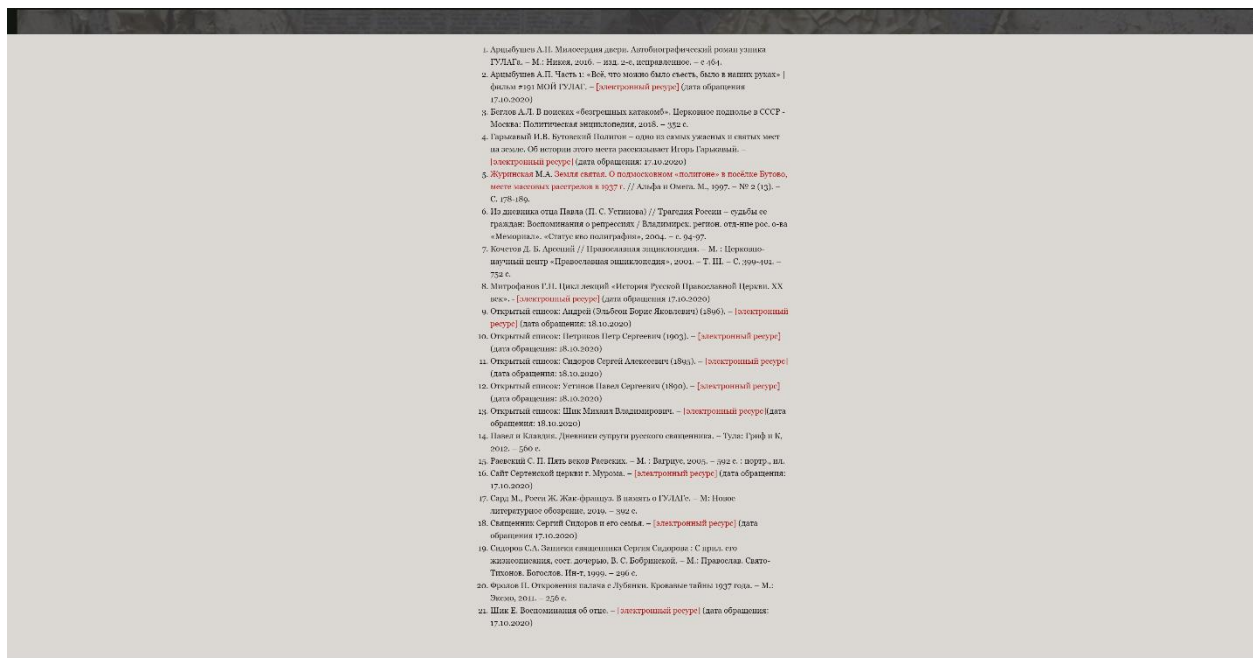 1. Арцыбушев А.П. Милосердия двери. Автобиографический роман узника
ГУЛАГа. – М.: Никея, 2016. – изд. 2-е, исправленное. – с 464.
2. Арцыбушев А.П. Часть 1: «Всё, что можно было съесть, было в наших руках» |
фильм #191 МОЙ ГУЛАГ. – [электронный ресурс] (дата обращения
17.10.2020)
3. Беглов А.Л. В поисках «безгрешных катакомб». Церковное подполье в СССР -
Москва: Политическая энциклопедия, 2018. – 352 с.
4. Гарькавый И.В. Бутовский Полигон – одно из самых ужасных и святых мест
на земле. Об истории этого места рассказывает Игорь Гарькавый. –
[электронный ресурс] (дата обращения: 17.10.2020)
5. Журинская М.А. Земля святая. О подмосковном «полигоне» в посёлке Бутово,
месте массовых расстрелов в 1937 г. // Альфа и Омега. М., 1997. – № 2 (13). –
С. 178-189.
6. Из дневника отца Павла (П. С. Устинова) // Трагедия России – судьбы ее
граждан: Воспоминания о репрессиях / Владимирск. регион. отд-ние рос. о-ва
«Мемориал». «Статус кво полиграфия», 2004. – с. 94-97.
7. Кочетов Д. Б. Арсений // Православная энциклопедия. – М. : Церковно-
научный центр «Православная энциклопедия», 2001. – Т. III. – С. 399-401. –
752 с.
8. Митрофанов Г.Н. Цикл лекций «История Русской Православной Церкви. XX
век». - [электронный ресурс] (дата обращения 17.10.2020)
9. Открытый список: Андрей (Эльбсон Борис Яковлевич) (1896). – [электронный
ресурс] (дата обращения: 18.10.2020)
10. Открытый список: Петриков Петр Сергеевич (1903). – [электронный ресурс]
(дата обращения: 18.10.2020)
11. Открытый список: Сидоров Сергей Алексеевич (1895). – [электронный ресурс]
(дата обращения: 18.10.2020)
12. Открытый список: Устинов Павел Сергеевич (1890). – [электронный ресурс]
(дата обращения: 18.10.2020)
13. Открытый список: Шик Михаил Владимирович. – [электронный ресурс](дата
обращения: 18.10.2020)
14. Павел и Клавдия. Дневники супруги русского священника. – Тула: Гриф и К,
2012. – 560 с.
15. Раевский С. П. Пять веков Раевских. – М. : Вагриус, 2005. – 592 с. : портр., ил.
16. Сайт Сретенской церкви г. Мурома. – [электронный ресурс] (дата обращения:
17.10.2020)
17. Сард М., Росси Ж. Жак-француз. В память о ГУЛАГе. – М: Новое
литературное обозрение, 2019. – 392 с.
18. Священник Сергий Сидоров и его семья. – [электронный ресурс] (дата
обращения 17.10.2020)
19. Сидоров С.А. Записки священника Сергия Сидорова : С прил. его
жизнеописания, сост. дочерью, В. С. Бобринской. – М.: Православ. Свято-
Тихонов. Богослов. Ин-т, 1999. – 296 с.
20. Фролов П. Откровения палача с Лубянки. Кровавые тайны 1937 года. – М.:
Эксмо, 2011. – 256 с.
21. Шик Е. Воспоминания об отце. – [электронный ресурс] (дата обращения:
17.10.2020)